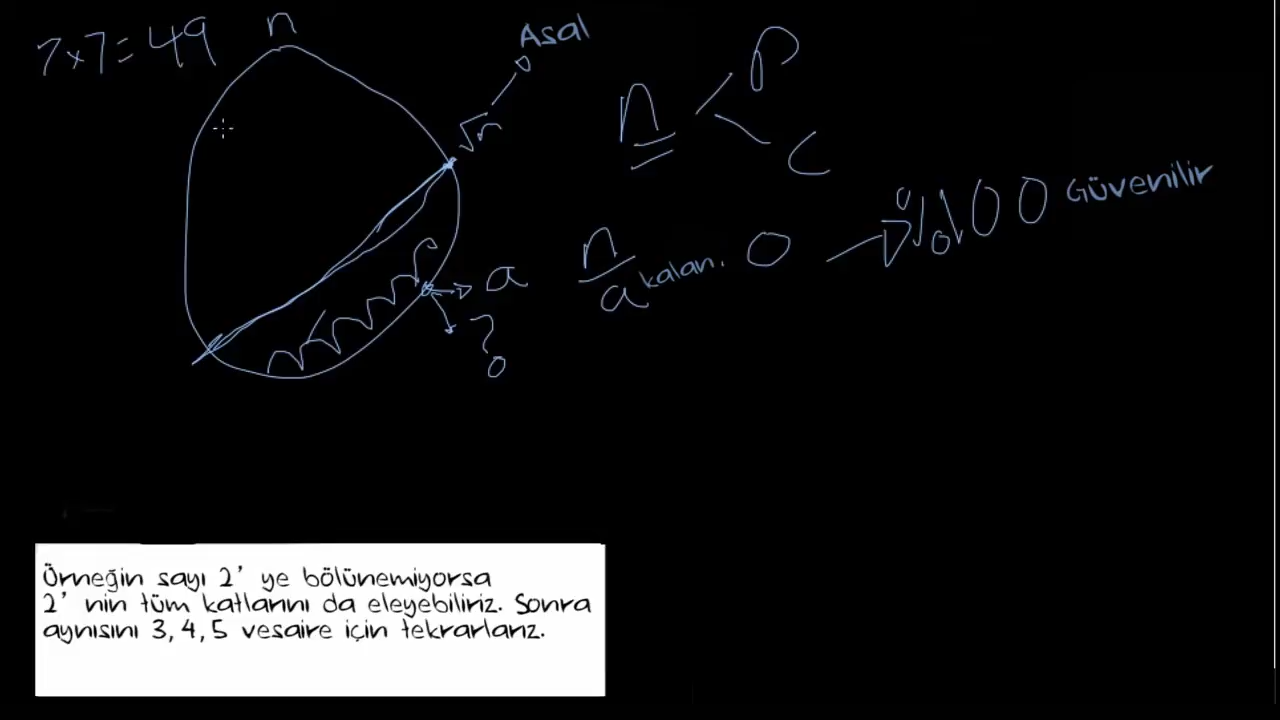 7x7=49
n
Asal
√n
n
P
C
a
?
n/a kalan. 0
%100 Güvenilir
Örneğin sayı 2' ye bölünemiyorsa
2' nin tüm katlarını da eleyebiliriz. Sonra
aynısını 3, 4, 5 vesaire için tekrarlarız.